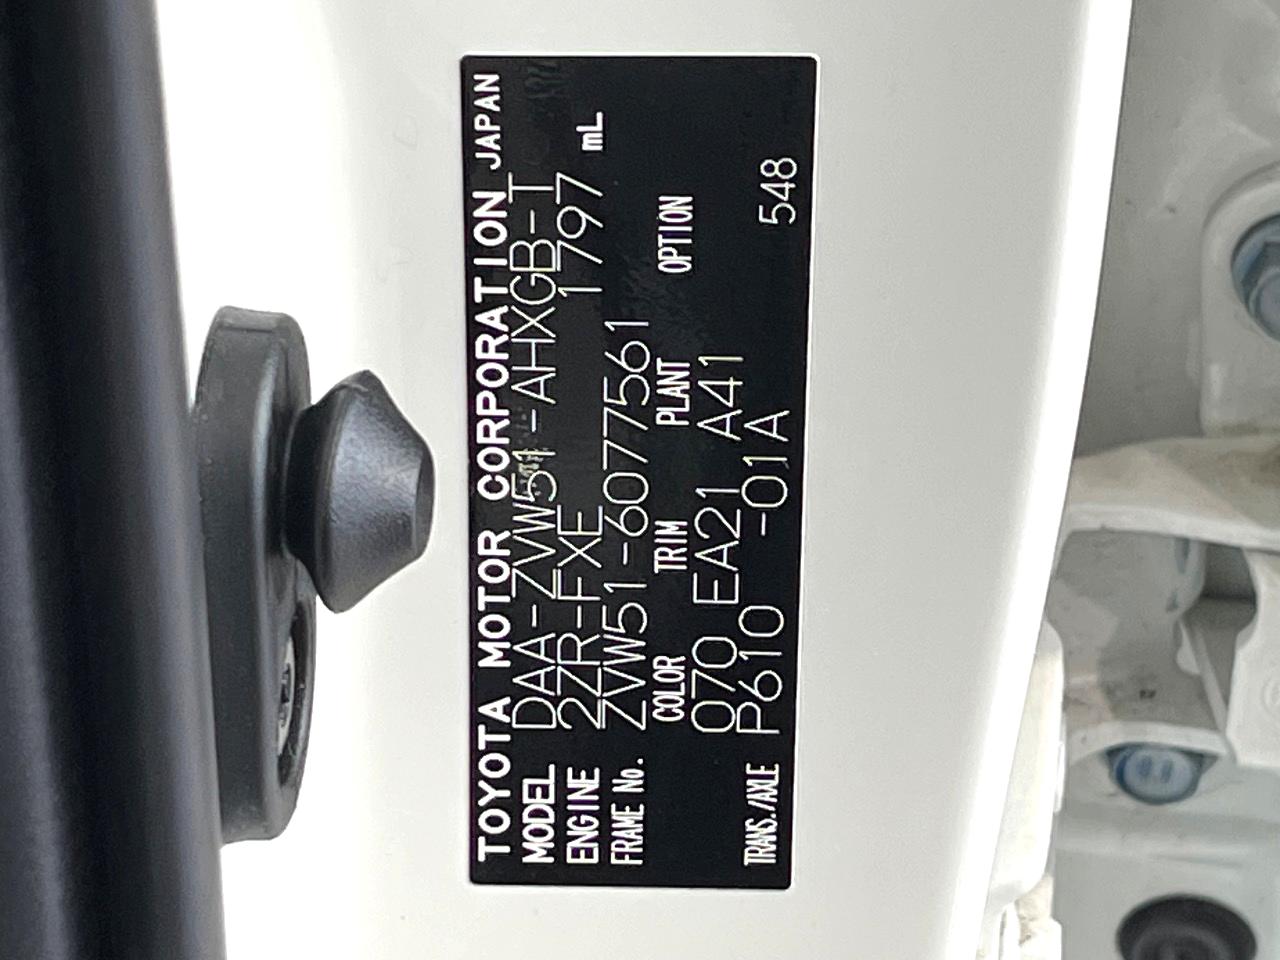 TOYOTA MOTOR CORPORATION JAPAN
MODEL DAA-ZVW51-AHXGB-T
ENGINE 2ZR-FXE 1797 mL
FRAME No. ZVW51-6077561
COLOR TRIM PLANT OPTION
070 EA21 A41
TRANS./AXLE P610 -01A 548